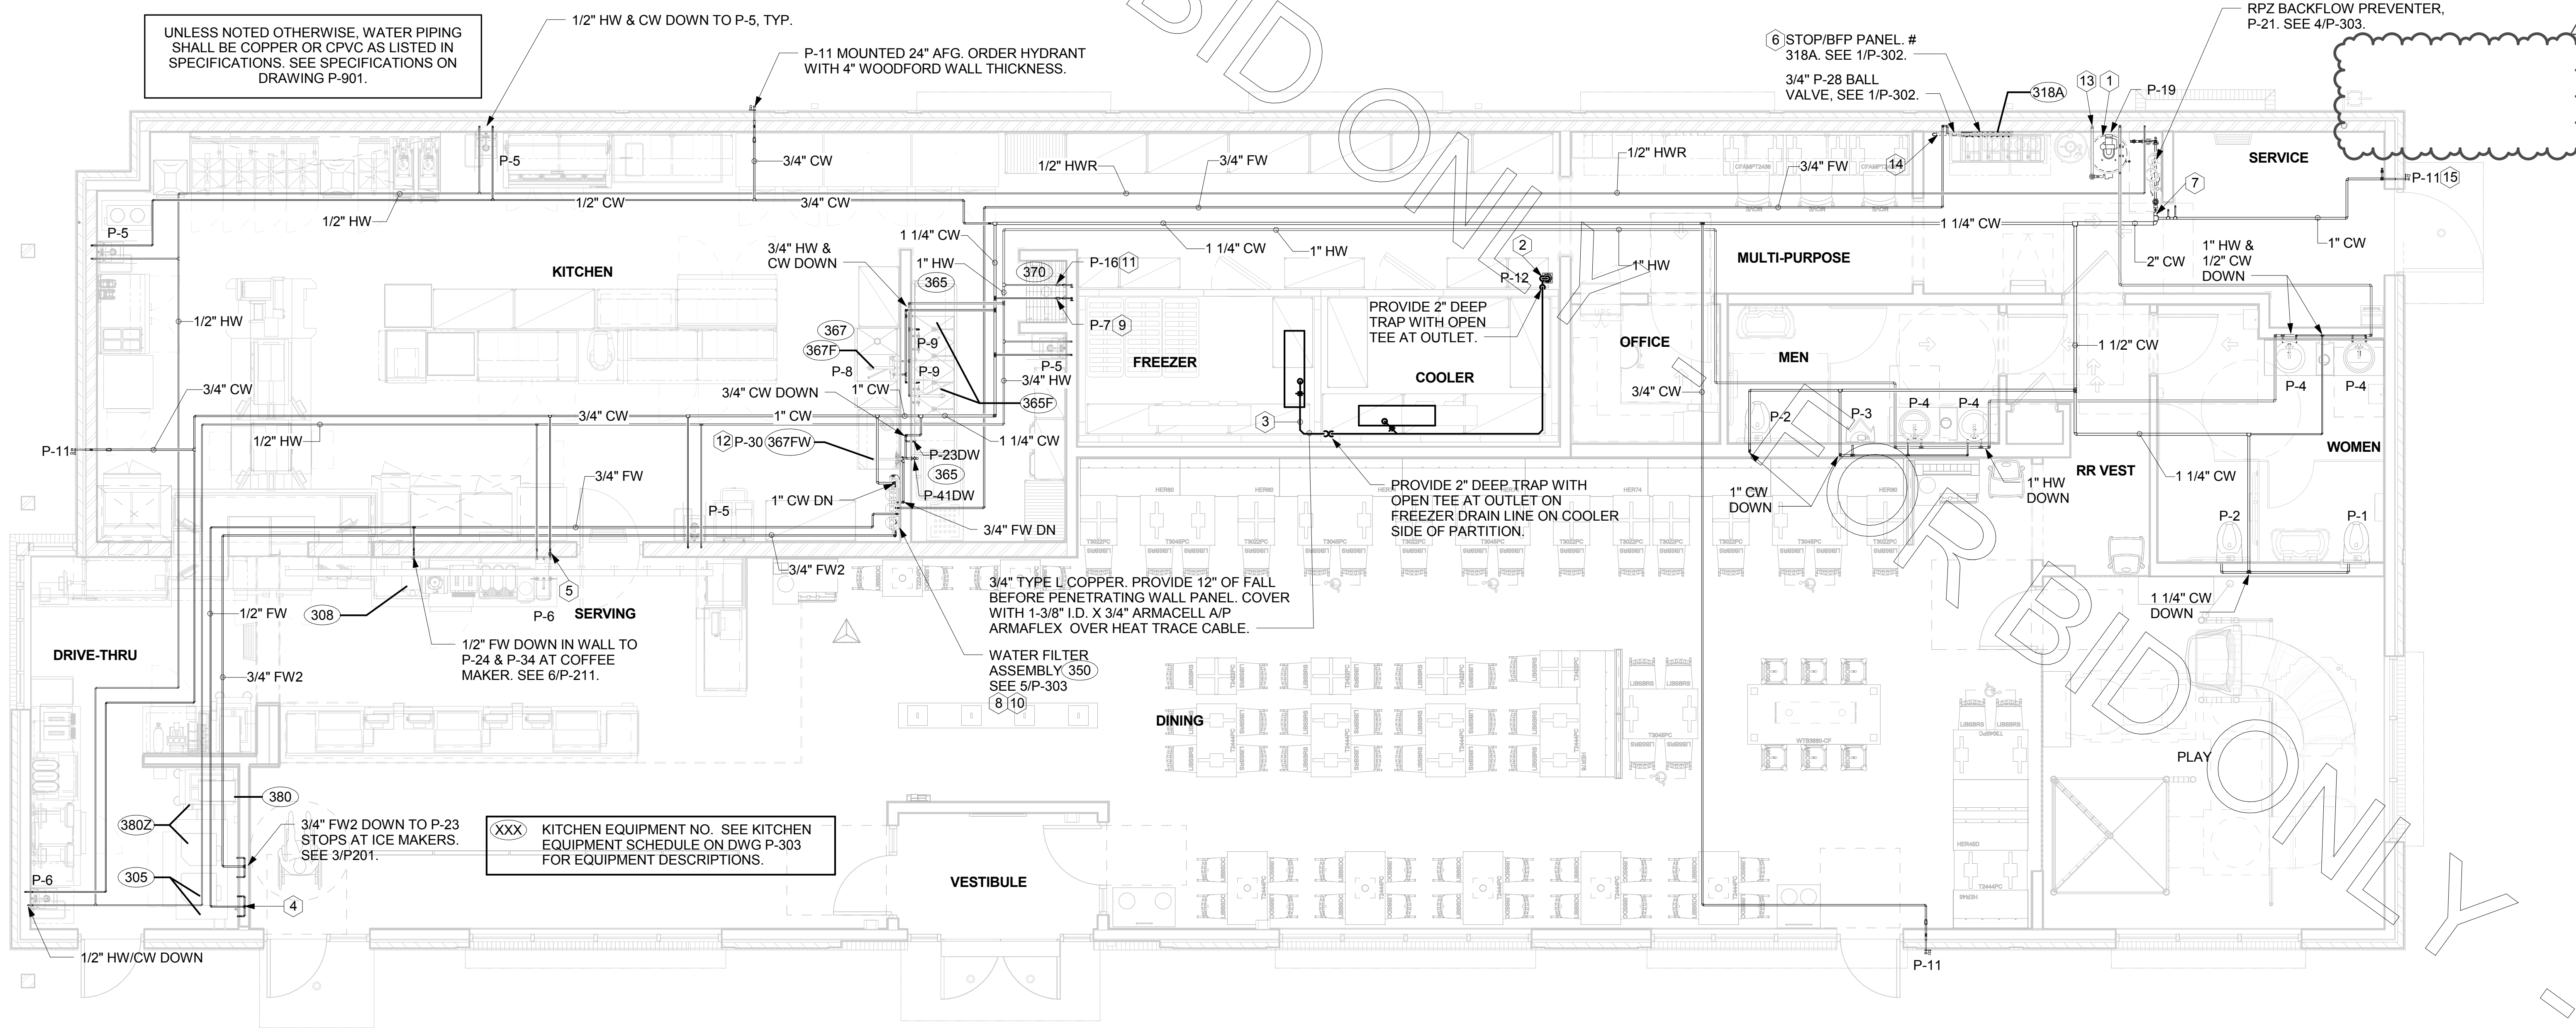 UNLESS NOTED OTHERWISE, WATER PIPING
SHALL BE COPPER OR CPVC AS LISTED IN
SPECIFICATIONS. SEE SPECIFICATIONS ON
DRAWING P-901.
1/2" HW & CW DOWN TO P-5, TYP.
P-11 MOUNTED 24" AFG. ORDER HYDRANT
WITH 4" WOODFORD WALL THICKNESS.
6 STOP/BFP PANEL. #
318A. SEE 1/P-302.
3/4" P-28 BALL
VALVE, SEE 1/P-302.
318A
13
1
P-19
RPZ BACKFLOW PREVENTER,
P-21. SEE 4/P-303.
P-5
3/4" CW
1/2" HWR
3/4" FW
1/2" HWR
3/4" FW
14
CFAMPT2436
SERVICE
P-11 15
7
1/2" HW
1/2" CW
3/4" CW
P-5
1 1/4" CW
1 1/4" CW
1" HW
1 1/4" CW
2" CW
1" CW
1" HW &
1/2" CW
DOWN
3/4" HW &
CW DOWN
1" HW
KITCHEN
365
370
P-16 11
2
P-12
1" HW
MULTI-PURPOSE
PROVIDE 2" DEEP
TRAP WITH OPEN
TEE AT OUTLET.
1/2" HW
367
367F
P-8
P-9
P-9
P-7 9
P-5
FREEZER
COOLER
OFFICE
MEN
1 1/2" CW
P-4
P-4
3/4" CW
3/4" CW DOWN
1" CW
3/4" HW
365F
3/4" CW
3/4" CW
1" CW
1 1/4" CW
3
P-2
P-3
P-4
P-4
1/2" HW
12 P-30 367FW
P-23DW
365
P-41DW
P-11
WOMEN
RR VEST
1 1/4" CW
3/4" FW
1" CW DN
3/4" FW DN
P-5
PROVIDE 2" DEEP TRAP WITH
OPEN TEE AT OUTLET ON
FREEZER DRAIN LINE ON COOLER
SIDE OF PARTITION.
1" CW
DOWN
1" HW
DOWN
P-2
P-1
HER74
3/4" FW2
3/4" TYPE L COPPER. PROVIDE 12" OF FALL
BEFORE PENETRATING WALL PANEL. COVER
WITH 1-3/8" I.D. X 3/4" ARMACELL A/P
ARMAFLEX OVER HEAT TRACE CABLE.
1 1/4" CW
DOWN
5
P-6
SERVING
308
1/2" FW
1/2" FW DOWN IN WALL TO
P-24 & P-34 AT COFFEE
MAKER. SEE 6/P-211.
WATER FILTER
ASSEMBLY 350
SEE 5/P-303
8 10
DRIVE-THRU
3/4" FW2
DINING
WTB3660-CF
PLAY
380
380Z
3/4" FW2 DOWN TO P-23
STOPS AT ICE MAKERS.
SEE 3/P201.
XXX KITCHEN EQUIPMENT NO. SEE KITCHEN
EQUIPMENT SCHEDULE ON DWG P-303
FOR EQUIPMENT DESCRIPTIONS.
305
P-6
4
VESTIBULE
1/2" HW/CW DOWN
P-11
BID ONLY
FOR BID ONLY